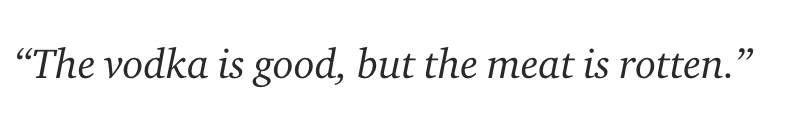 “The vodka is good, but the meat is rotten.”